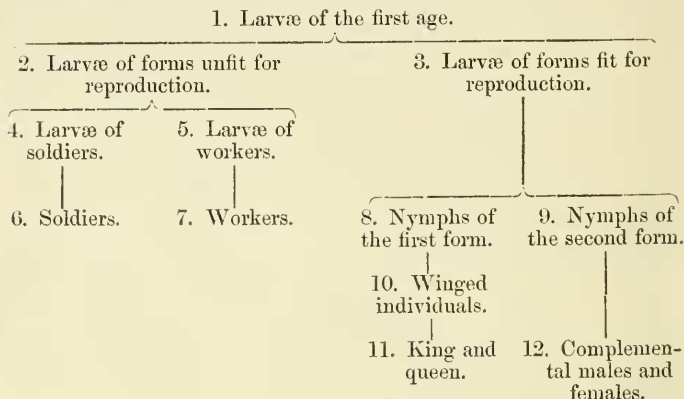 1. Larvæ of the first age.
2. Larvæ of forms unfit for
reproduction.
3. Larvæ of forms fit for
reproduction.
4. Larvæ of
soldiers.
5. Larvæ of
workers.
6. Soldiers.
7. Workers.
8. Nymphs of
the first form.
9. Nymphs of
the second form.
10. Winged
individuals.
11. King and
queen.
12. Complemen-
tal males and
females.